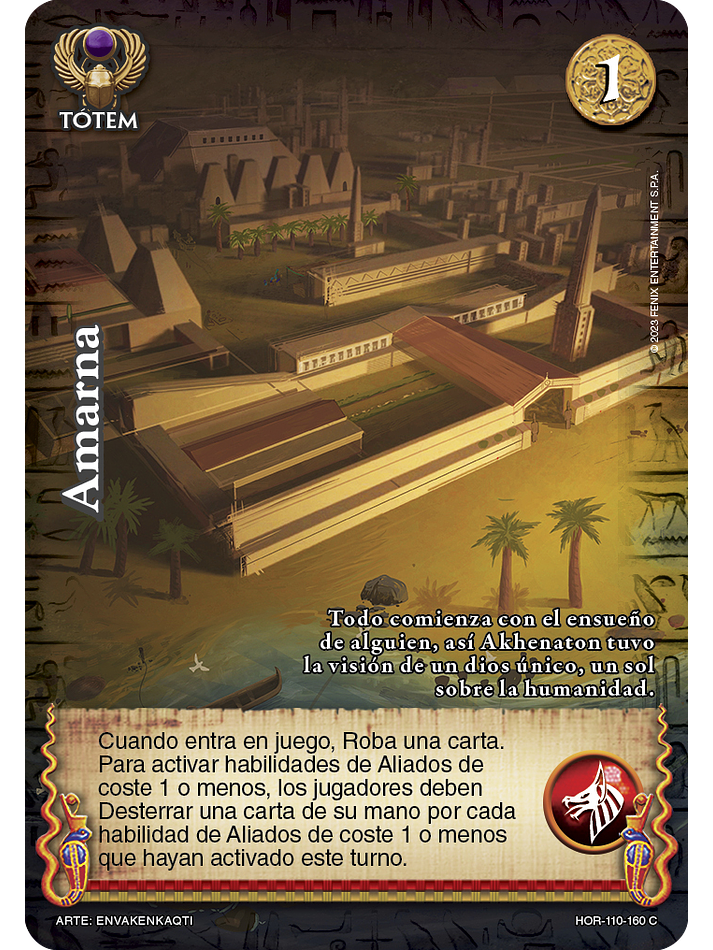 TÓTEM
1
© 2023 FENIX ENTERTAINMENT S.P.A.
Amarna
Todo comienza con el ensueño
de alguien, así Akhenaton tuvo
la visión de un dios único, un sol
sobre la humanidad.
Cuando entra en juego, Roba una carta.
Para activar habilidades de Aliados de
coste 1 o menos, los jugadores deben
Desterrar una carta de su mano por cada
habilidad de Aliados de coste 1 o menos
que hayan activado este turno.
ARTE: ENVAKENKAQTI
HOR-110-160 C